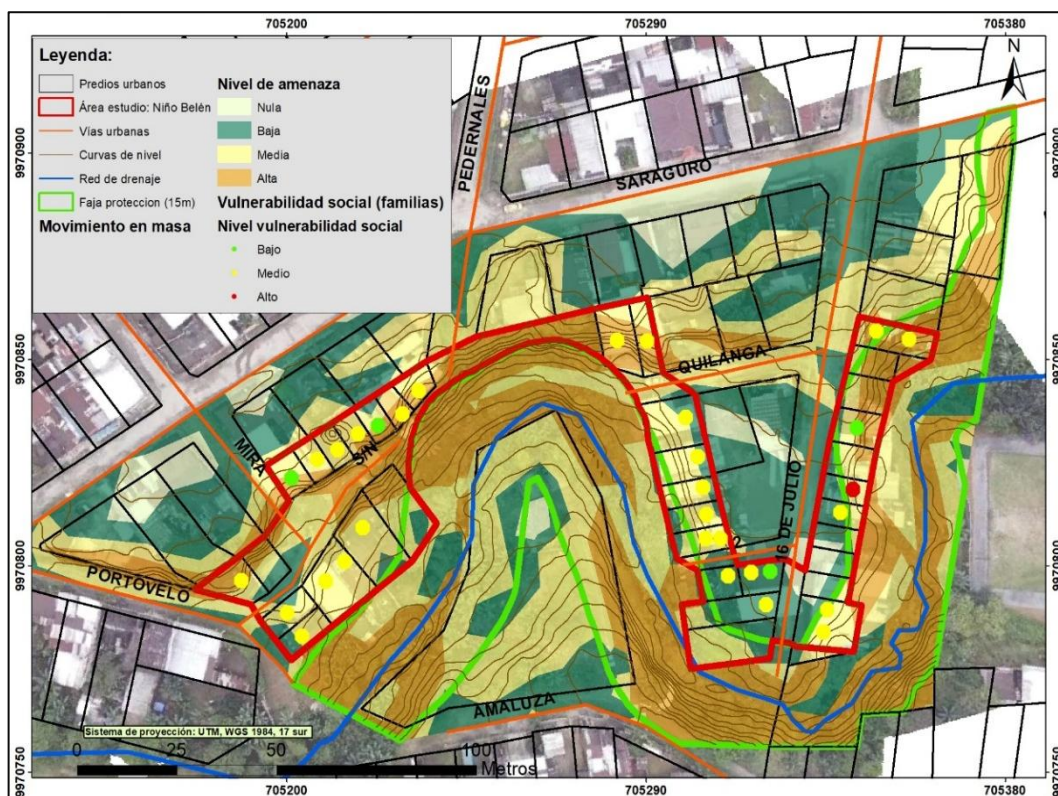 705200
705290
705380
Leyenda:
Predios urbanos
Área estudio: Niño Belén
Vias urbanas
Curvas de nivel
Red de drenaje
Faja proteccion (15m)
Movimiento en masa
Nivel de amenaza
Nula
Baja
Media
Alta
Vulnerabilidad social (familias)
Nivel vulnerabilidad social
Bajo
Medio
Alto
N
PEDERNALES
SARAGURO
QUILANGA
MIRA
S/N
16 DE JULIO
PORTOVELO
AMALUZA
9970900
9970850
9970800
9970750
9970900
9970850
9970800
9970750
Sistema de proyección: UTM, WGS 1984, 17 sur
0
25
50
100
Metros
705200
705290
705380